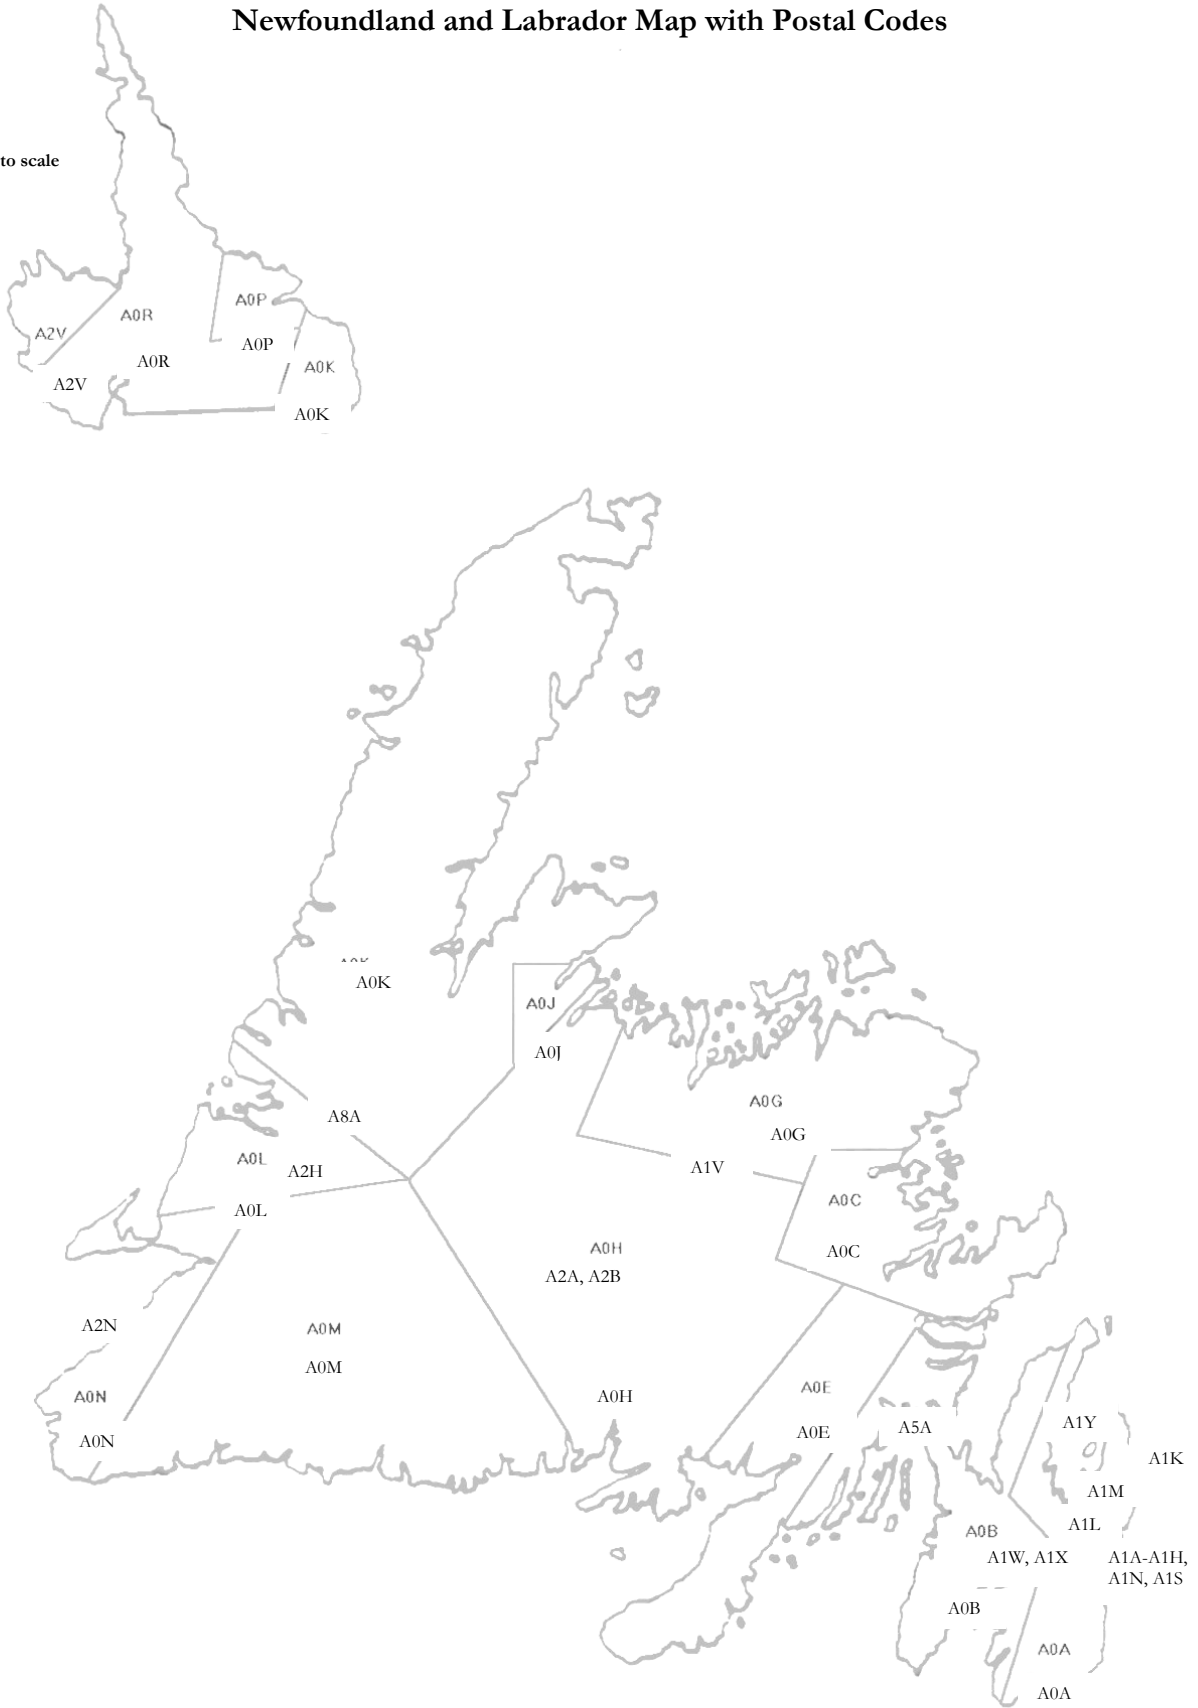 Newfoundland and Labrador Map with Postal Codes
to scale
A0P
A0R
A2V
A0P
A0R
A0K
A2V
A0K
A0K
A0J
A0J
A0G
A8A
A0G
A0L
A2H
A1V
A0C
A0L
A0H
A0C
A2A, A2B
A2N
A0M
A0M
A0E
A0N
A0H
A1Y
A5A
A0E
A0N
A1K
A1M
A1L
A0B
A1W, A1X
A1A-A1H,
A1N, A1S
A0B
A0A
A0A